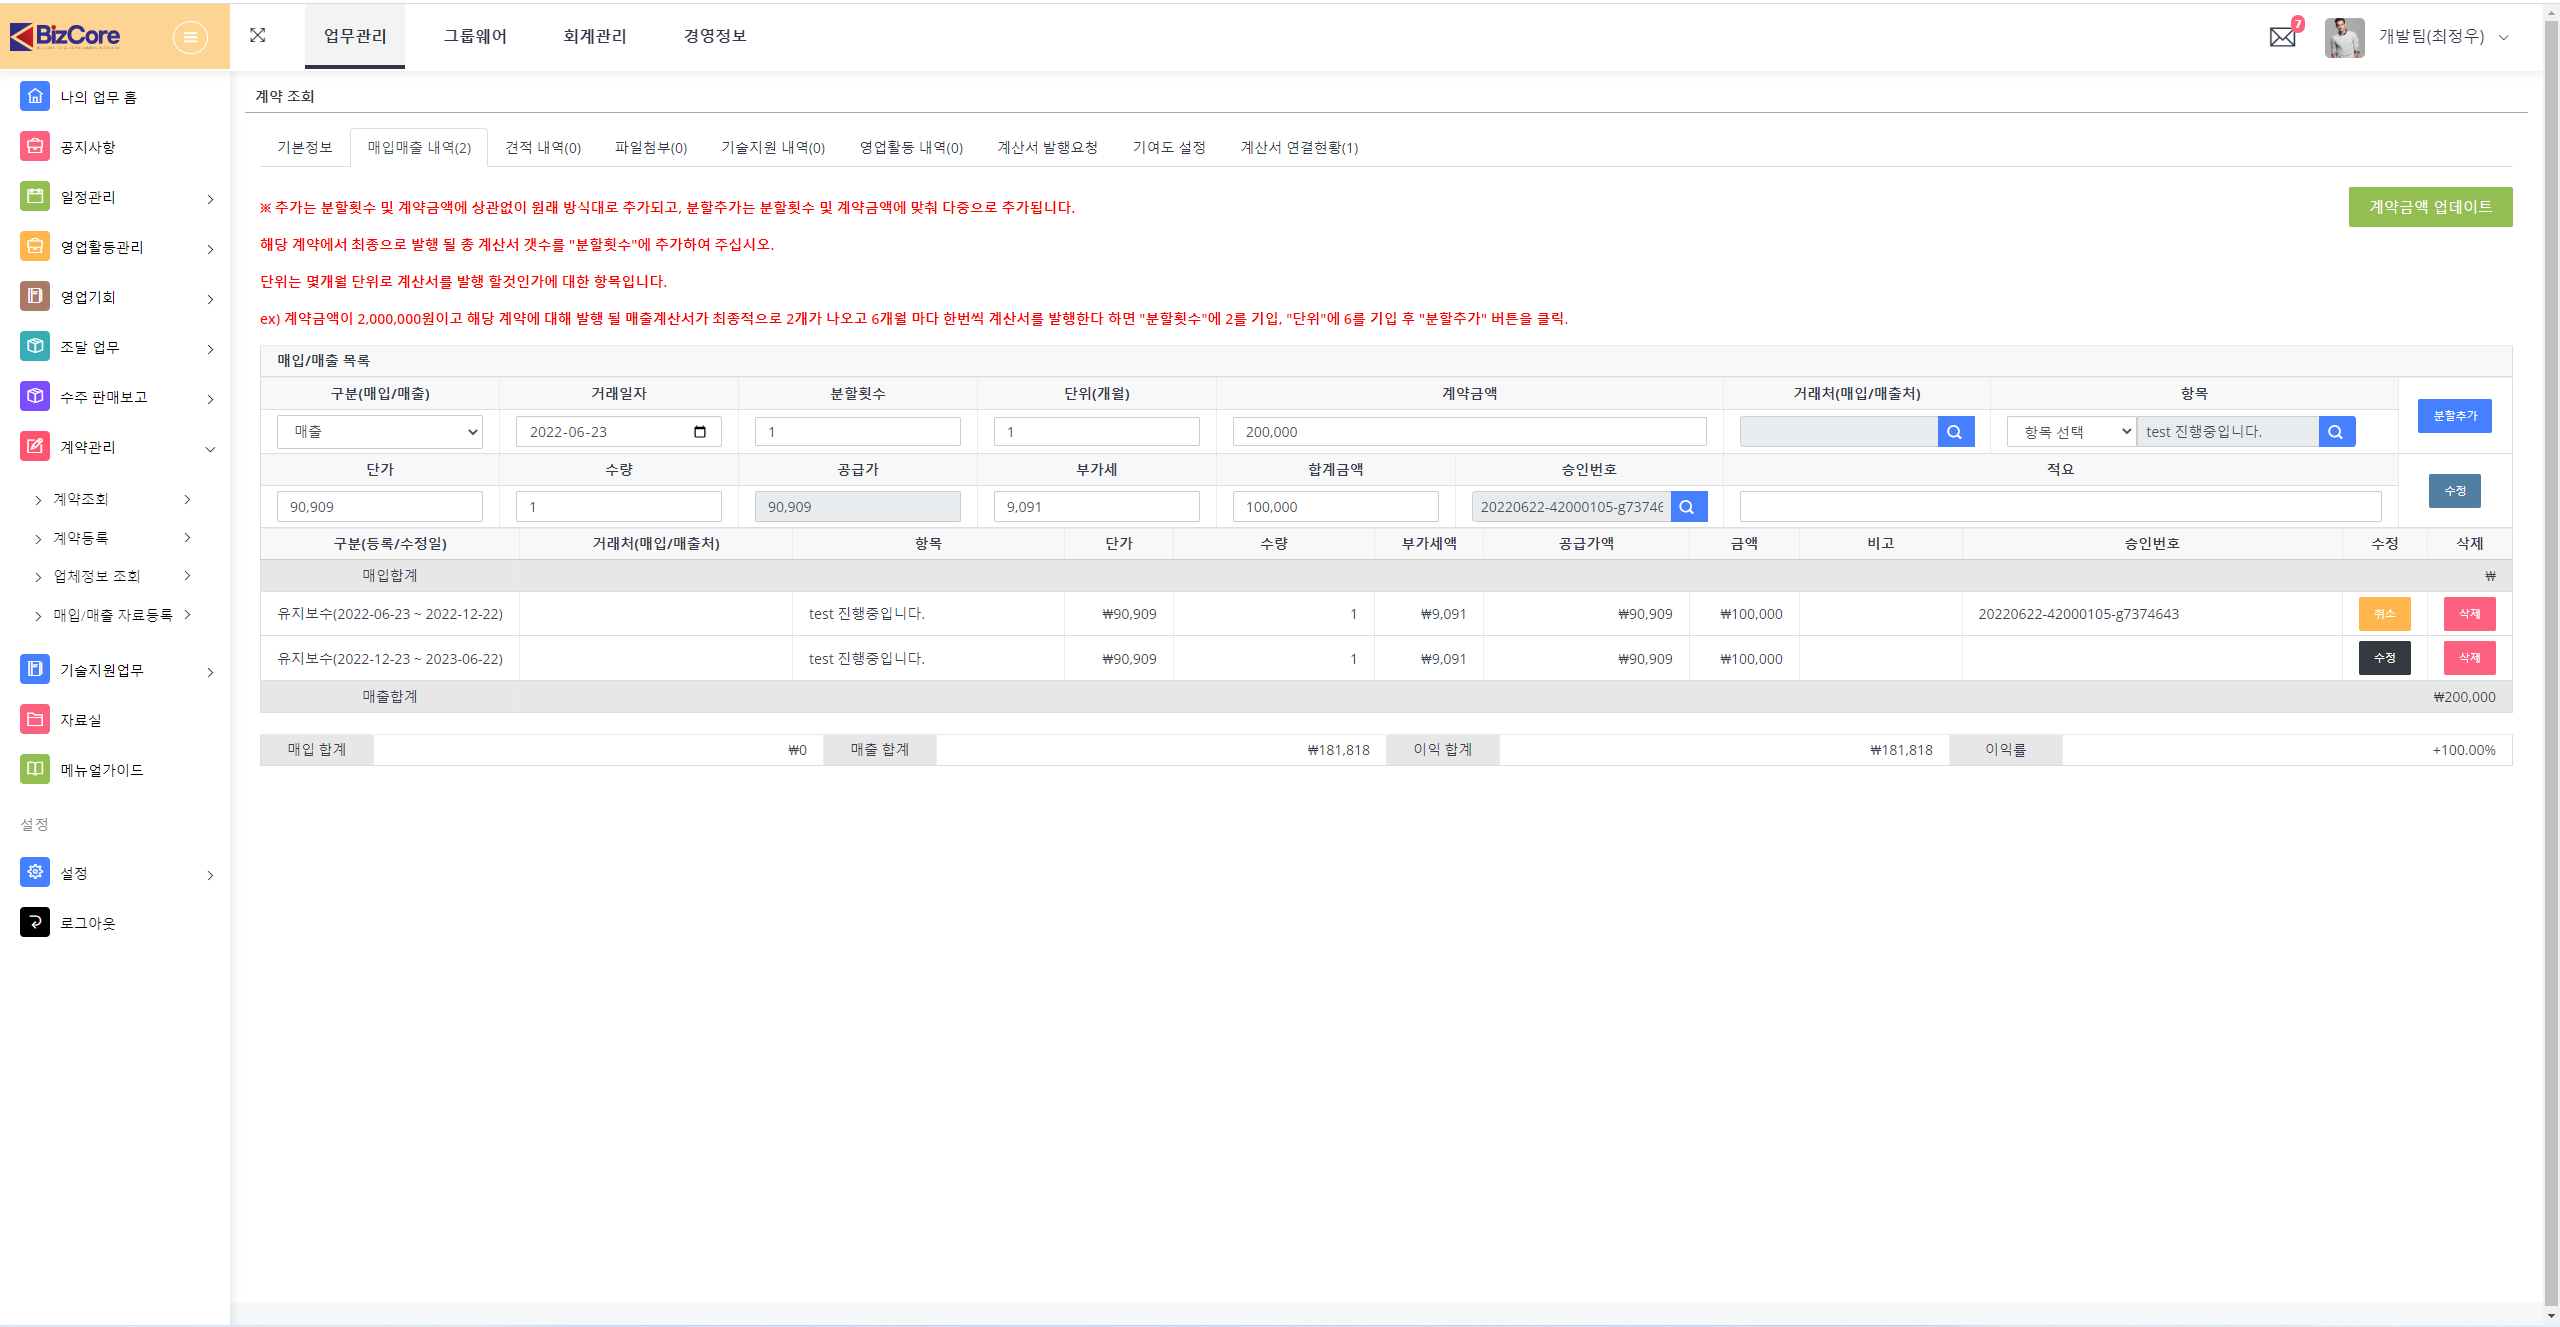 BizCore
업무관리 그룹웨어 회계관리 경영정보
7
개발팀(최정우)
나의 업무 홈
공지사항
일정관리
영업활동관리
영업기회
조달 업무
수주 판매보고
계약관리
계약조회
계약등록
업체정보 조회
매입/매출 자료등록
기술지원업무
자료실
메뉴얼가이드
설정
설정
로그아웃
계약 조회
기본정보 매입매출 내역(2) 견적 내역(0) 파일첨부(0) 기술지원 내역(0) 영업활동 내역(0) 계산서 발행요청 기여도 설정 계산서 연결현황(1)
※ 추가는 분할횟수 및 계약금액에 상관없이 원래 방식대로 추가되고, 분할추가는 분할횟수 및 계약금액에 맞춰 다중으로 추가됩니다.
계약금액 업데이트
해당 계약에서 최종으로 발행 될 총 계산서 갯수를 "분할횟수"에 추가하여 주십시오.
단위는 몇개월 단위로 계산서를 발행 할것인가에 대한 항목입니다.
ex) 계약금액이 2,000,000원이고 해당 계약에 대해 발행 될 매출계산서가 최종적으로 2개가 나오고 6개월 마다 한번씩 계산서를 발행한다 하면 "분할횟수"에 2를 기입, "단위"에 6를 기입 후 "분할추가" 버튼을 클릭.
매입/매출 목록
구분(매입/매출) 거래일자 분할횟수 단위(개월) 계약금액 거래처(매입/매출처) 항목
매출 2022-06-23 1 1 200,000 항목 선택 test 진행중입니다. 분할추가
단가 수량 공급가 부가세 합계금액 승인번호 적요
90,909 1 90,909 9,091 100,000 20220622-42000105-g73746 수정
구분(등록/수정일) 거래처(매입/매출처) 항목 단가 수량 부가세액 공급가액 금액 비고 승인번호 수정 삭제
매입합계 ₩
유지보수(2022-06-23 ~ 2022-12-22) test 진행중입니다. ₩90,909 1 ₩9,091 ₩90,909 ₩100,000 20220622-42000105-g7374643 취소 삭제
유지보수(2022-12-23 ~ 2023-06-22) test 진행중입니다. ₩90,909 1 ₩9,091 ₩90,909 ₩100,000 수정 삭제
매출합계 ₩200,000
매입 합계 ₩0 매출 합계 ₩181,818 이익 합계 ₩181,818 이익률 +100.00%